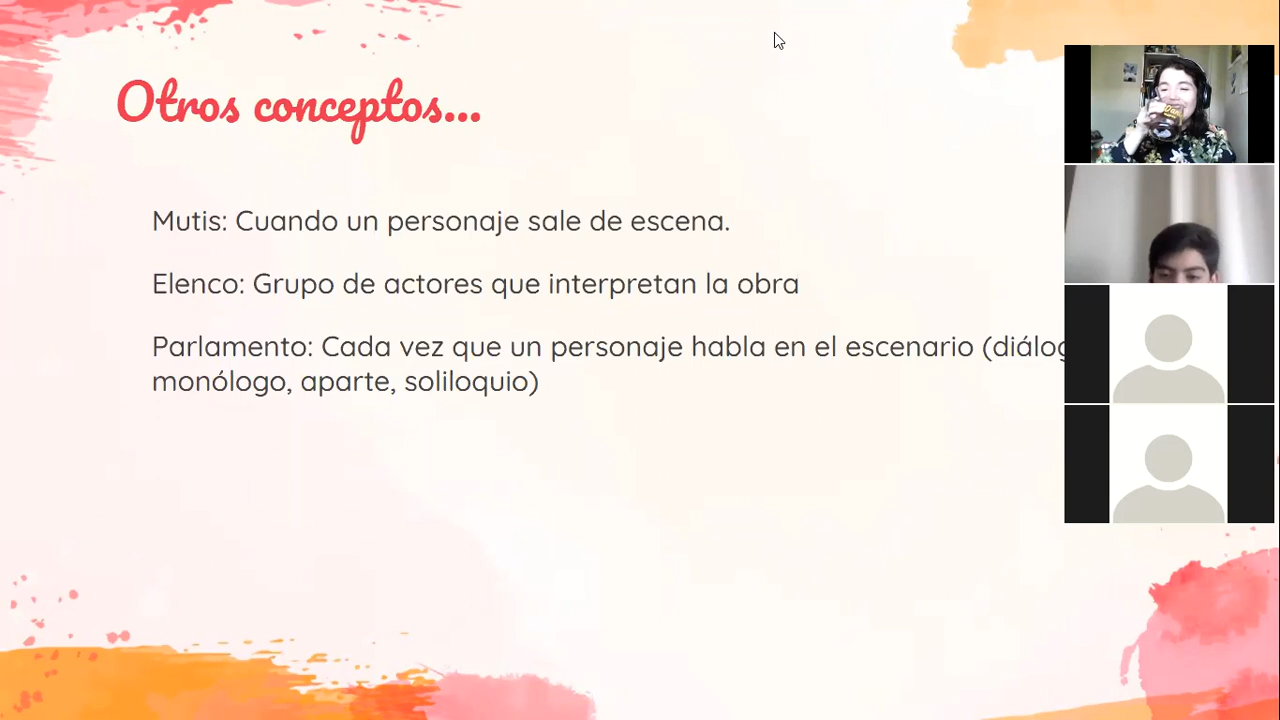 Otros conceptos...
Mutis: Cuando un personaje sale de escena.
Elenco: Grupo de actores que interpretan la obra
Parlamento: Cada vez que un personaje habla en el escenario
monólogo, aparte, soliloquio)